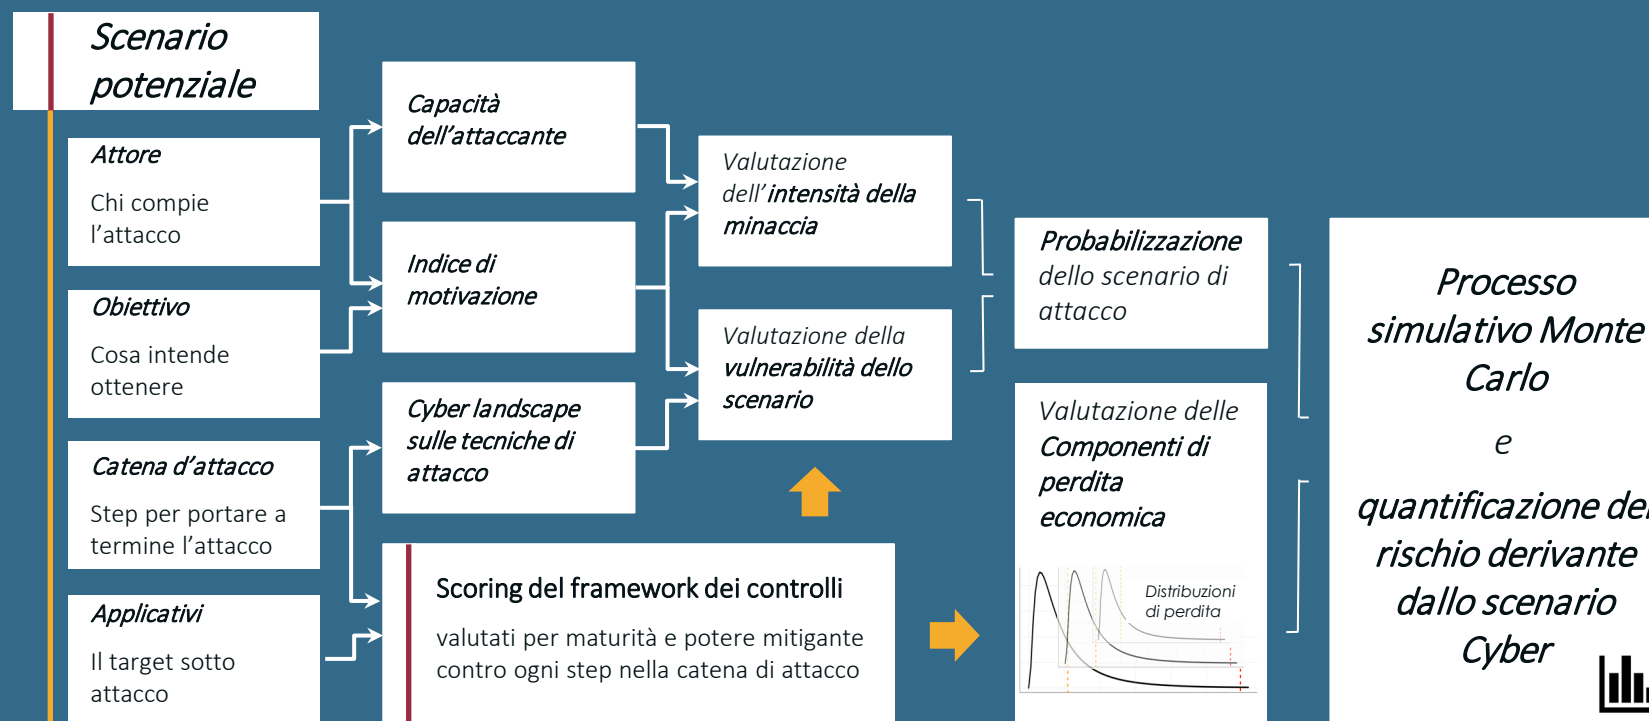 Scenario
potenziale
Attore
Chi compie
l'attacco
Obiettivo
Cosa intende
ottenere
Catena d'attacco
Step per portare a
termine l'attacco
Applicativi
Il target sotto
attacco
Capacità
dell'attaccante
Indice di
motivazione
Cyber landscape
sulle tecniche di
attacco
Scoring del framework dei controlli
valutati per maturità e potere mitigante
contro ogni step nella catena di attacco
Valutazione
dell'intensità della
minaccia
Valutazione della
vulnerabilità dello
scenario
Probabilizzazione
dello scenario di
attacco
Valutazione delle
Componenti di
perdita
economica
Distribuzioni
di perdita
Processo
simulativo Monte
Carlo
e
quantificazione del
rischio derivante
dallo scenario
Cyber